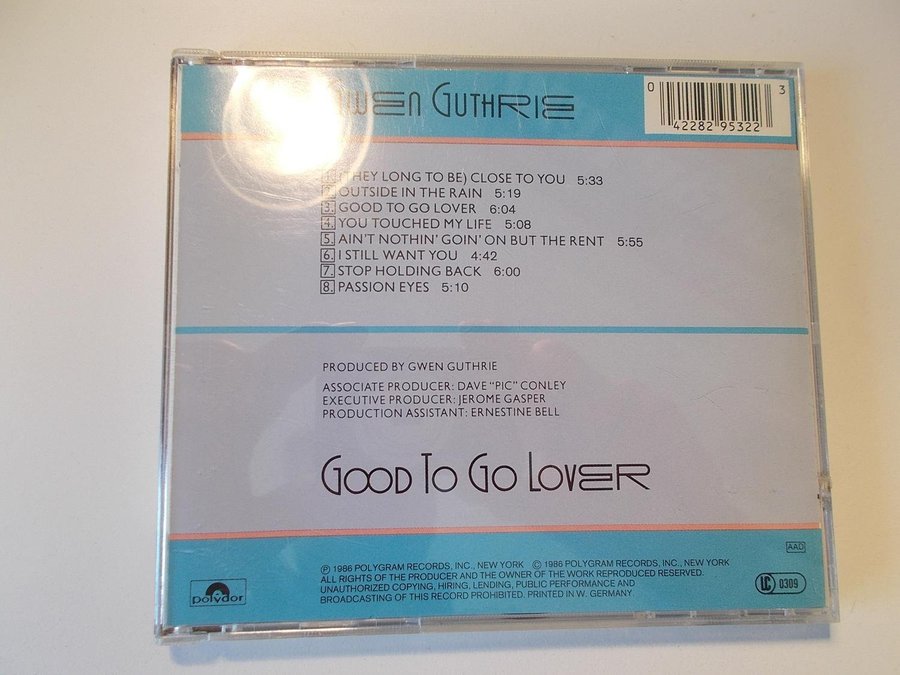 GWEN GUTHRIE
0 42282 95322 3
1. (THEY LONG TO BE) CLOSE TO YOU 5:33
2. OUTSIDE IN THE RAIN 5:19
3. GOOD TO GO LOVER 6:04
4. YOU TOUCHED MY LIFE 5:08
5. AIN'T NOTHIN' GOIN' ON BUT THE RENT 5:55
6. I STILL WANT YOU 4:42
7. STOP HOLDING BACK 6:00
8. PASSION EYES 5:10
PRODUCED BY GWEN GUTHRIE
ASSOCIATE PRODUCER: DAVE "PIC" CONLEY
EXECUTIVE PRODUCER: JEROME GASPER
PRODUCTION ASSISTANT: ERNESTINE BELL
GOOD TO GO LOVER
AAD
℗ 1986 POLYGRAM RECORDS, INC., NEW YORK © 1986 POLYGRAM RECORDS, INC., NEW YORK
ALL RIGHTS OF THE PRODUCER AND THE OWNER OF THE WORK REPRODUCED RESERVED.
UNAUTHORIZED COPYING, HIRING, LENDING, PUBLIC PERFORMANCE AND
BROADCASTING OF THIS RECORD PROHIBITED. PRINTED IN W. GERMANY.
polydor
LC 0309